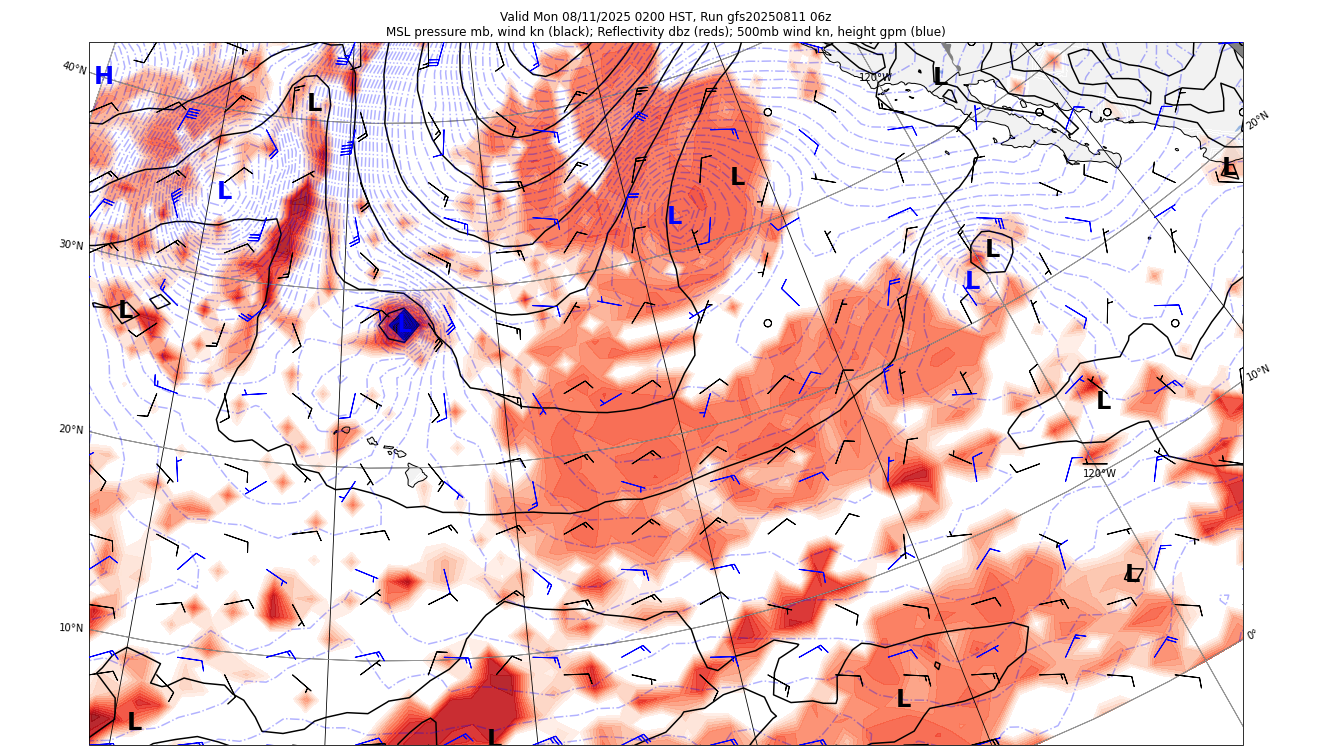 Valid Mon 08/11/2025 0200 HST, Run gfs20250811 06z
MSL pressure mb, wind kn (black); Reflectivity dbz (reds); 500mb wind kn, height gpm (blue)
40°N
H
L
120°W
L
20°N
L
L
L
L
30°N
L
L
L
L
L
10°N
L
20°N
120°W
L
10°N
0°
L
L
L